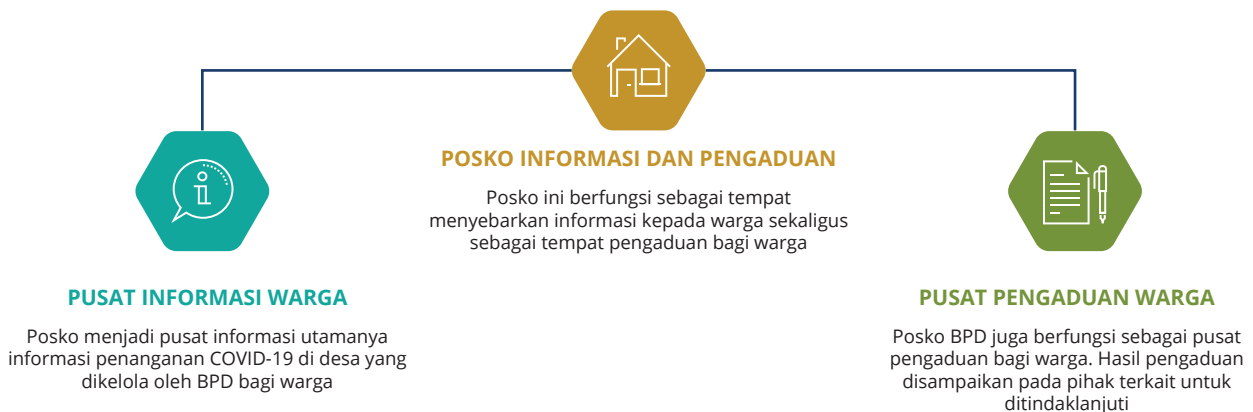 POSKO INFORMASI DAN PENGADUAN
Posko ini berfungsi sebagai tempat
menyebarkan informasi kepada warga sekaligus
sebagai tempat pengaduan bagi warga
PUSAT INFORMASI WARGA
Posko menjadi pusat informasi utamanya
informasi penanganan COVID-19 di desa yang
dikelola oleh BPD bagi warga
PUSAT PENGADUAN WARGA
Posko BPD juga berfungsi sebagai pusat
pengaduan bagi warga. Hasil pengaduan
disampaikan pada pihak terkait untuk
ditindaklanjuti